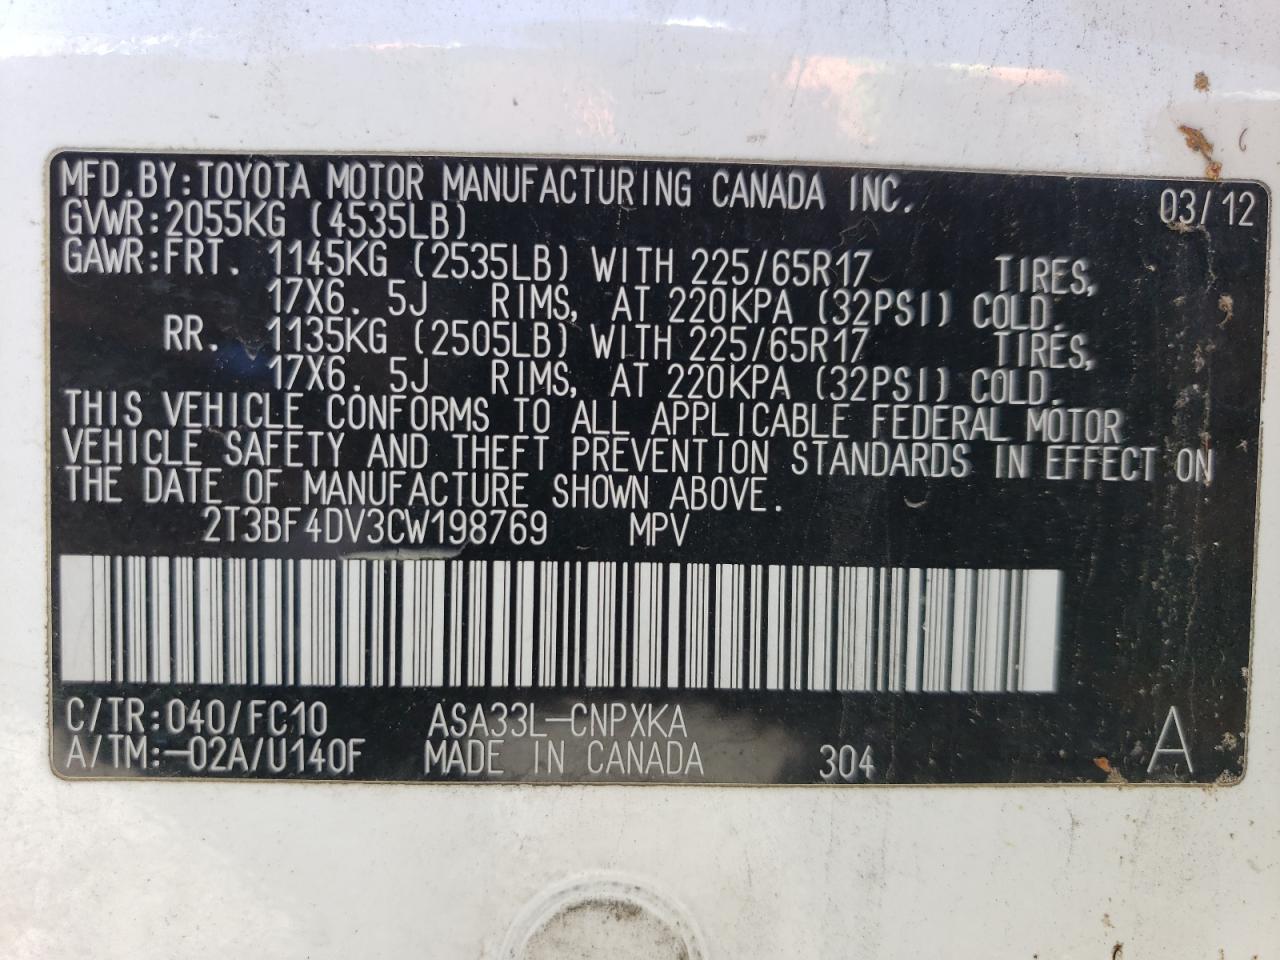 MFD.BY:TOYOTA MOTOR MANUFACTURING CANADA INC. 03/12
GVWR:2055KG (4535LB)
GAWR:FRT. 1145KG (2535LB) WITH 225/65R17 TIRES,
17X6.5J RIMS, AT 220KPA (32PSI) COLD.
RR. 1135KG (2505LB) WITH 225/65R17 TIRES,
17X6.5J RIMS, AT 220KPA (32PSI) COLD.
THIS VEHICLE CONFORMS TO ALL APPLICABLE FEDERAL MOTOR
VEHICLE SAFETY AND THEFT PREVENTION STANDARDS IN EFFECT ON
THE DATE OF MANUFACTURE SHOWN ABOVE.
2T3BF4DV3CW198769 MPV
C/TR:040/FC10 ASA33L-CNPXKA
A/TM:-02A/U140F MADE IN CANADA 304 A